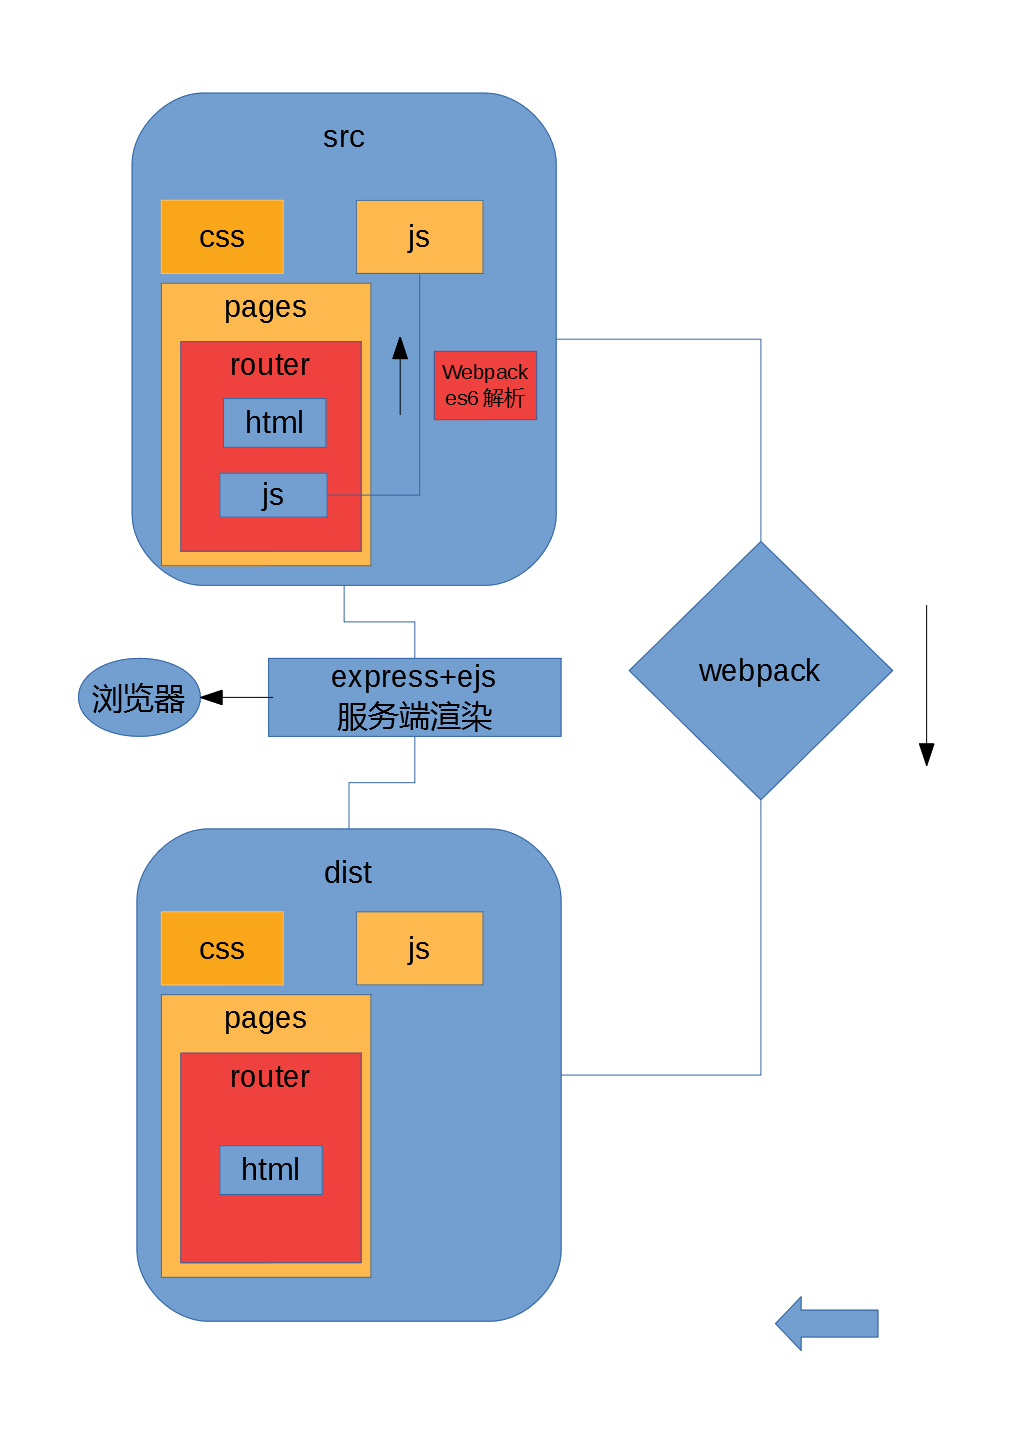 src
css
js
pages
router
html
js
Webpack
es6 解析
webpack
浏览器
express+ejs
服务端渲染
dist
css
js
pages
router
html